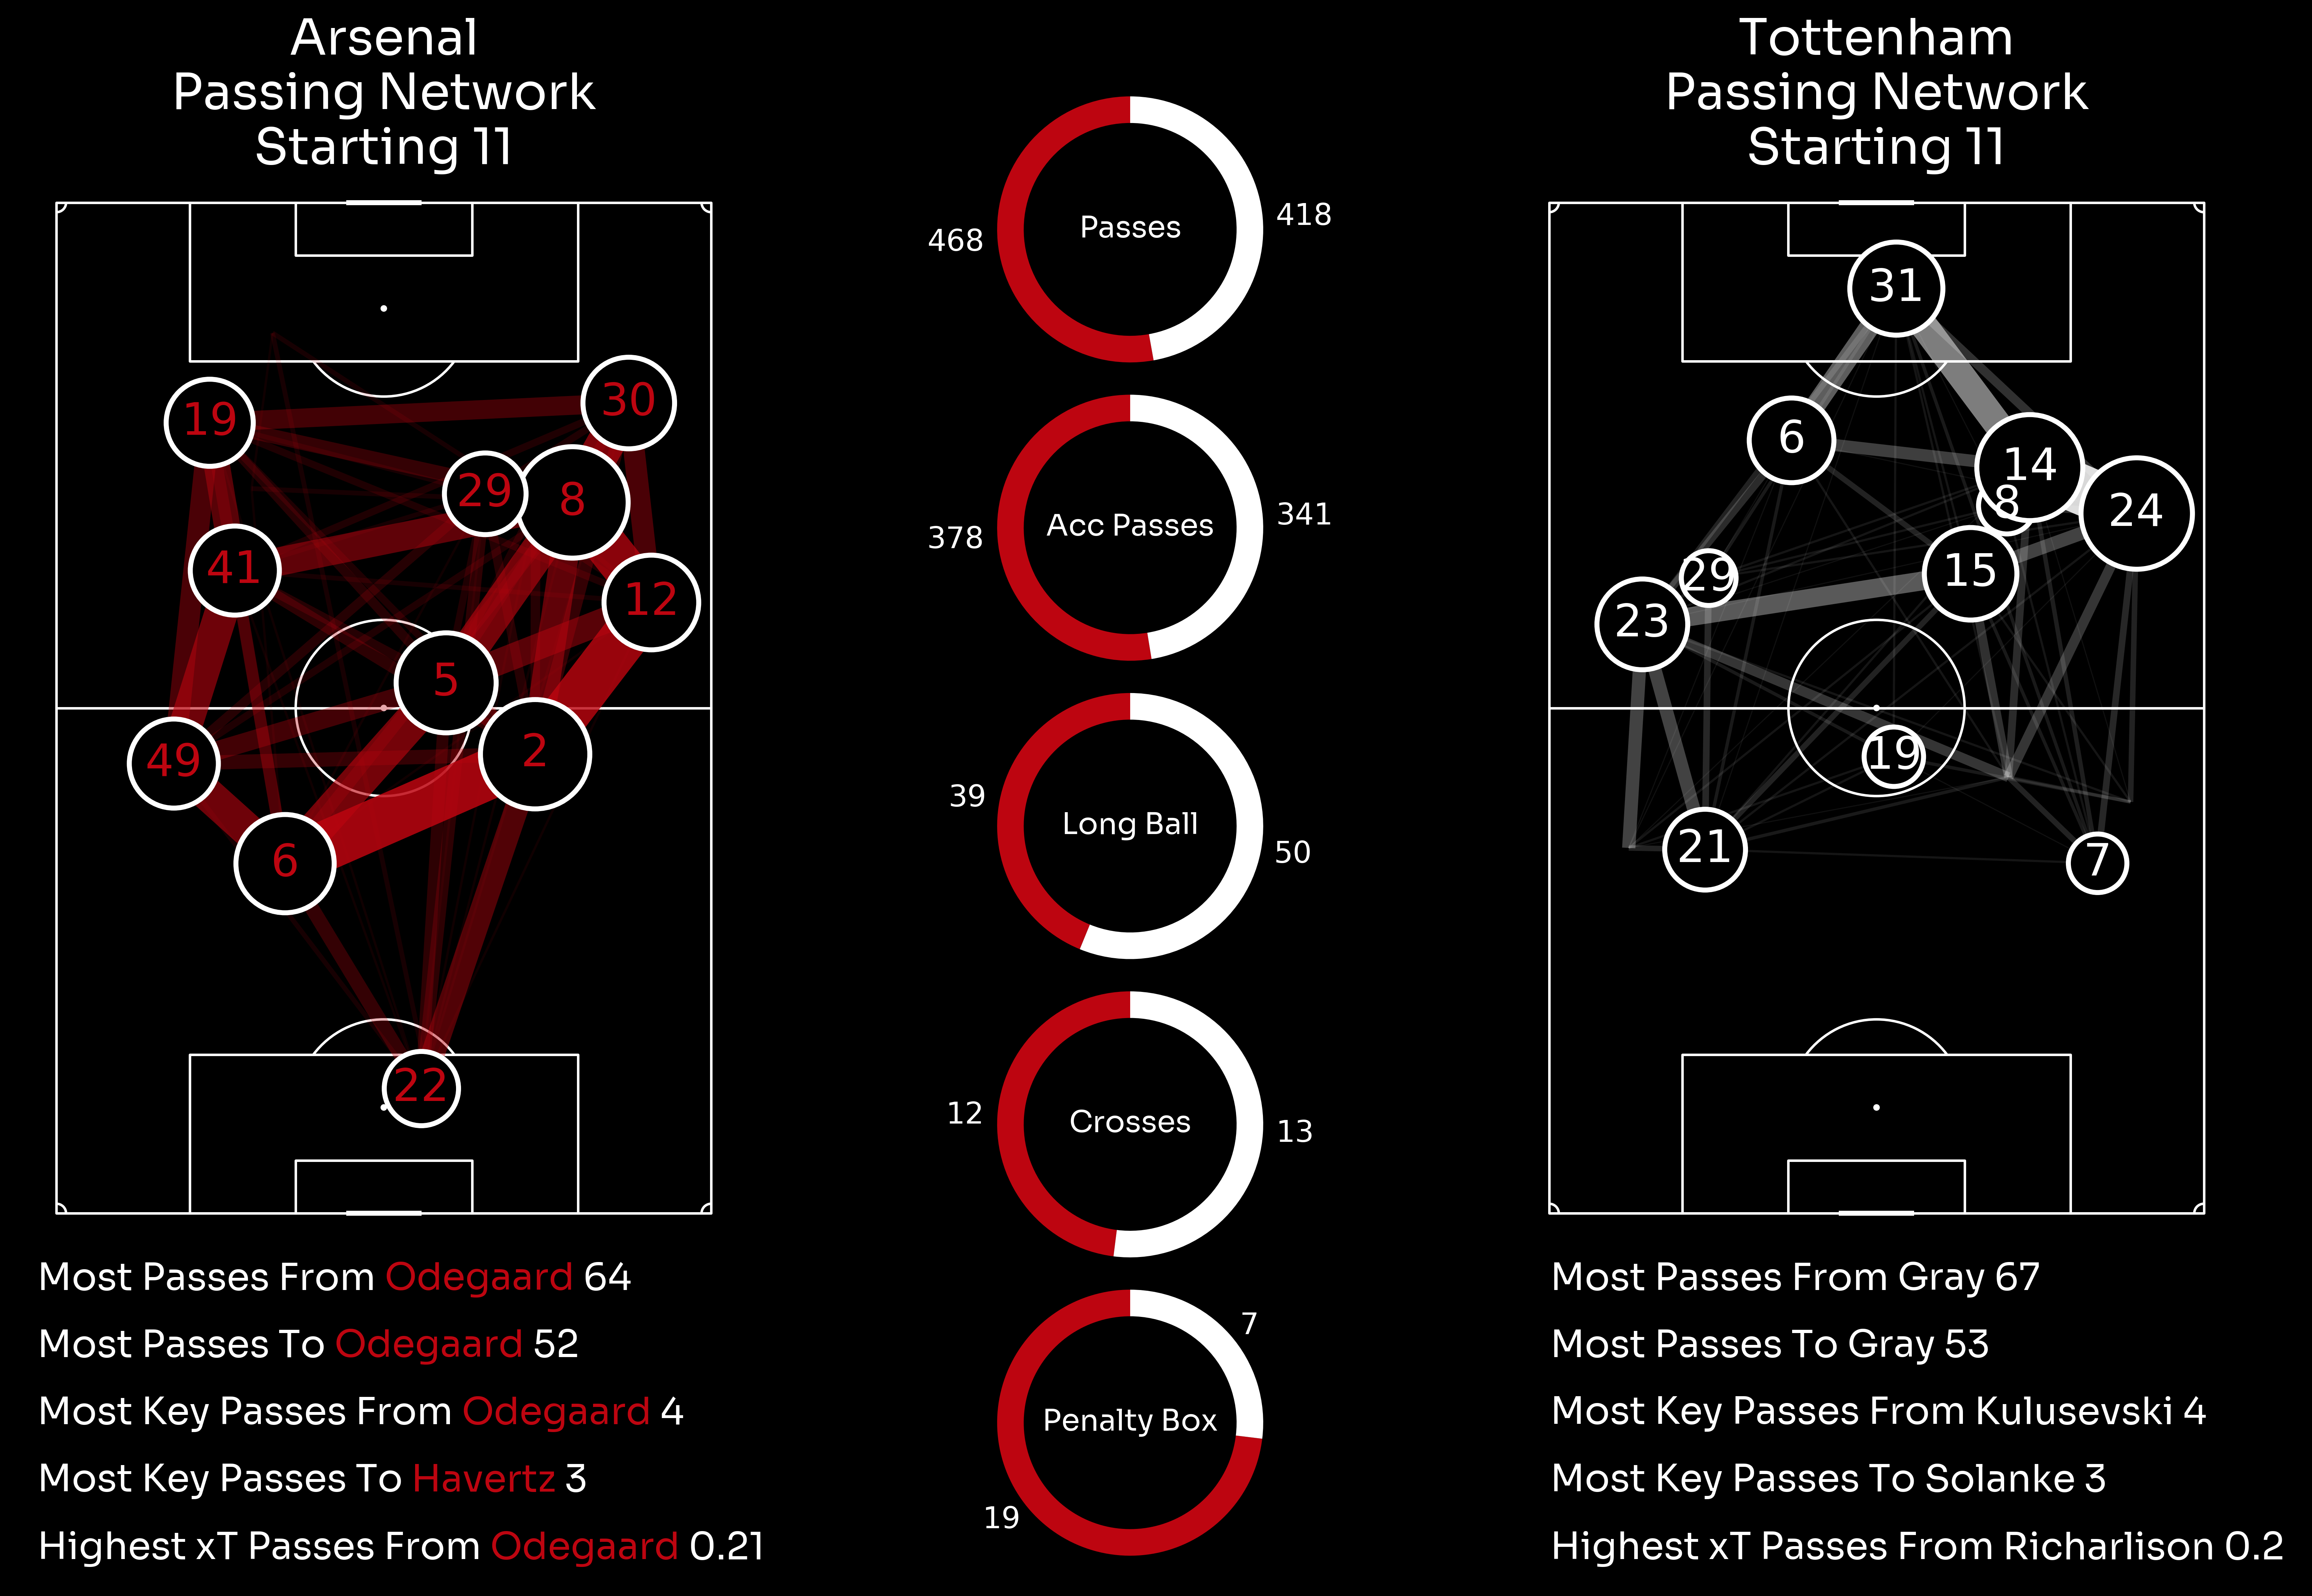 Arsenal
Passing Network
Starting 11
19
30
29
8
41
12
5
49
2
6
22
Most Passes From Odegaard 64
Most Passes To Odegaard 52
Most Key Passes From Odegaard 4
Most Key Passes To Havertz 3
Highest xT Passes From Odegaard 0.21
468
Passes
418
378
Acc Passes
341
39
Long Ball
50
12
Crosses
13
7
Penalty Box
19
Tottenham
Passing Network
Starting 11
31
6
14
8
24
29
15
23
19
21
7
Most Passes From Gray 67
Most Passes To Gray 53
Most Key Passes From Kulusevski 4
Most Key Passes To Solanke 3
Highest xT Passes From Richarlison 0.2